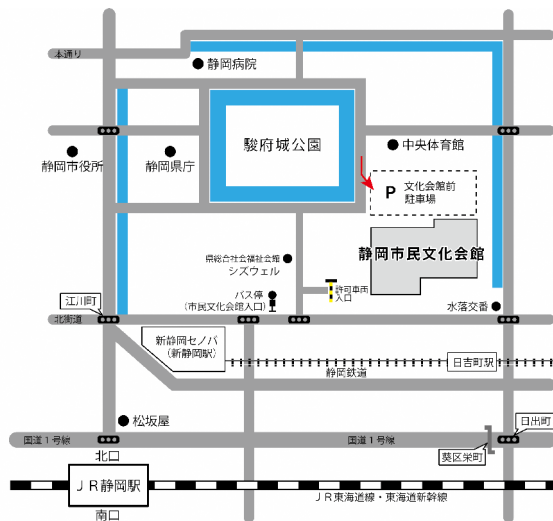 本通り
静岡病院
駿府城公園
中央体育館
静岡市役所
静岡県庁
P
文化会館前
駐車場
静岡市民文化会館
県総合社会福祉会館
シズウェル
許可車両
入口
バス停
(市民文化会館入口)
水落交番
江川町
北街道
新静岡セノバ
(新静岡駅)
日吉町駅
静岡鉄道
松坂屋
日出町
国道1号線
国道1号線
葵区栄町
北口
JR静岡駅
JR東海道線・東海道新幹線
南口